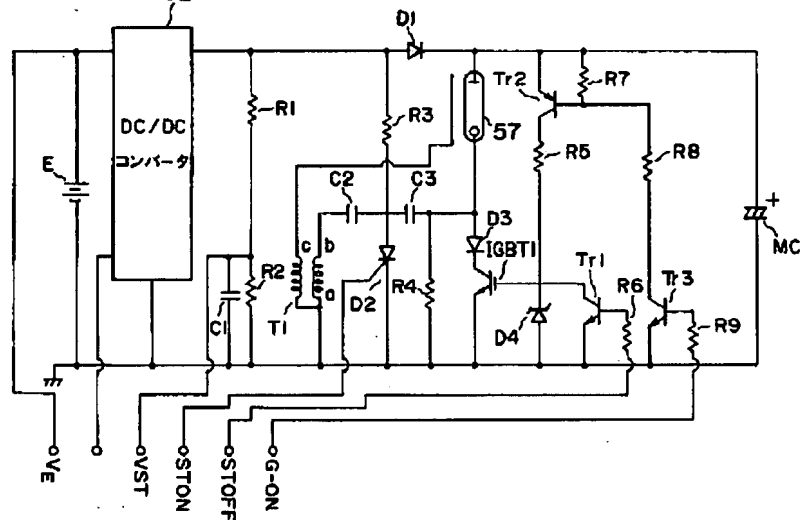 D1
Tr2
R7
R1
R3
57
DC/DC
コンバータ
R5
R8
E
C2
C3
+
MC
D3
IGBT1
c
b
a
R2
C1
T1
D2
R4
Tr1
R6
Tr3
D4
R9
VE
VST
STON
STOFF
G-ON